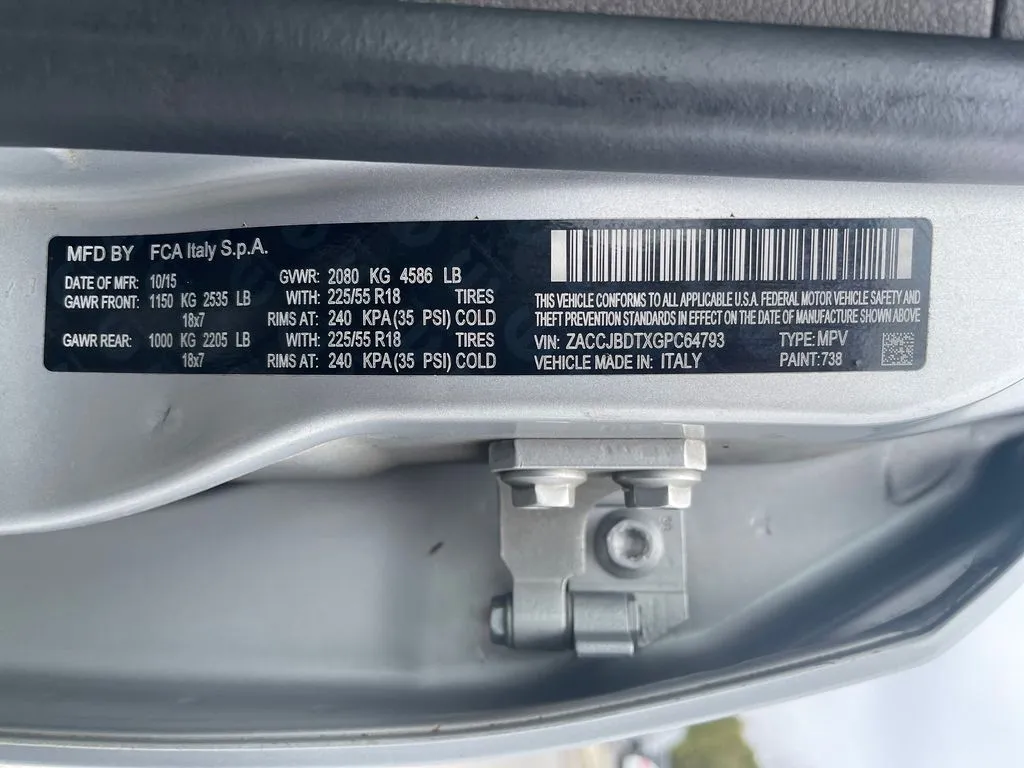 MFD BY FCA Italy S.p.A.
DATE OF MFR: 10/15 GVWR: 2080 KG 4586 LB
GAWR FRONT: 1150 KG 2535 LB WITH: 225/55 R18 TIRES
18x7 RIMS AT: 240 KPA(35 PSI) COLD
GAWR REAR: 1000 KG 2205 LB WITH: 225/55 R18 TIRES
18x7 RIMS AT: 240 KPA(35 PSI) COLD
THIS VEHICLE CONFORMS TO ALL APPLICABLE U.S.A. FEDERAL MOTOR VEHICLE SAFETY AND
THEFT PREVENTION STANDARDS IN EFFECT ON THE DATE OF MANUFACTURE SHOWN ABOVE
VIN: ZACCJBDTXGPC64793 TYPE: MPV
VEHICLE MADE IN: ITALY PAINT: 738